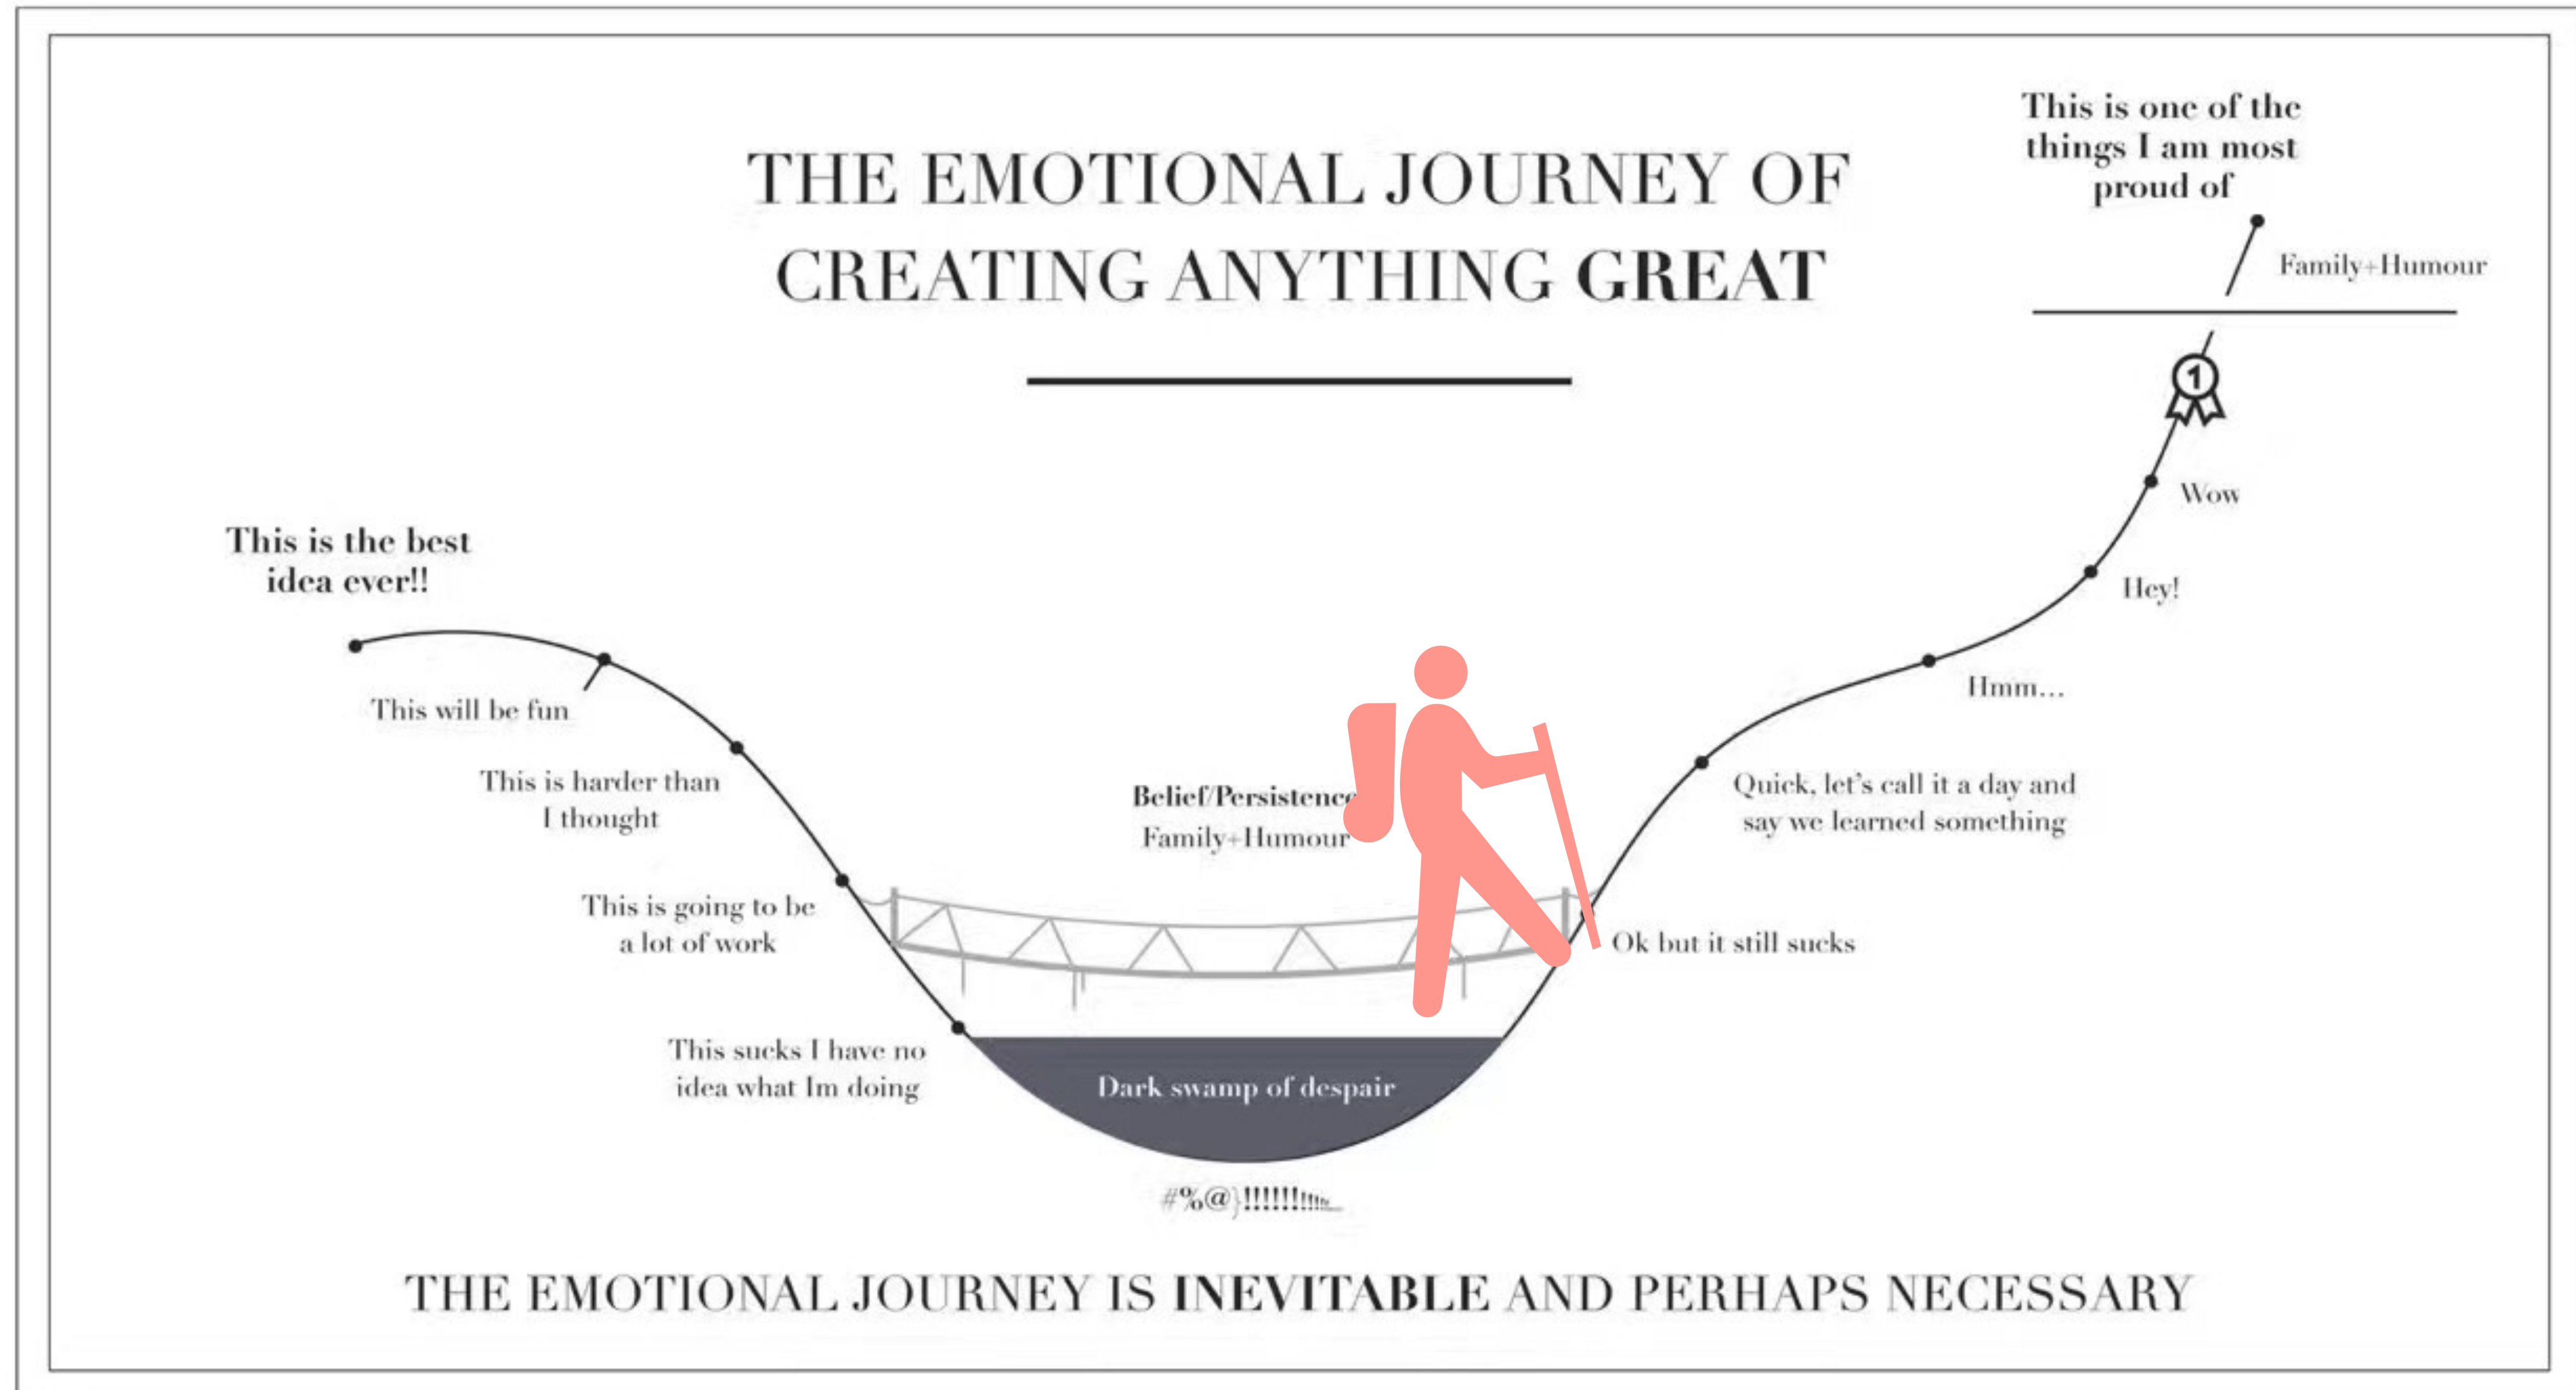 THE EMOTIONAL JOURNEY OF
CREATING ANYTHING GREAT
This is the best
idea ever!!
This will be fun
This is harder than
I thought
This is going to be
a lot of work
This sucks I have no
idea what Im doing
Dark swamp of despair
#%@}!!!!!!!!!!!!
Belief/Persistence
Family+Humour
Ok but it still sucks
Quick, let's call it a day and
say we learned something
Hmm...
Hey!
Wow
1
Family+Humour
This is one of the
things I am most
proud of
THE EMOTIONAL JOURNEY IS INEVITABLE AND PERHAPS NECESSARY